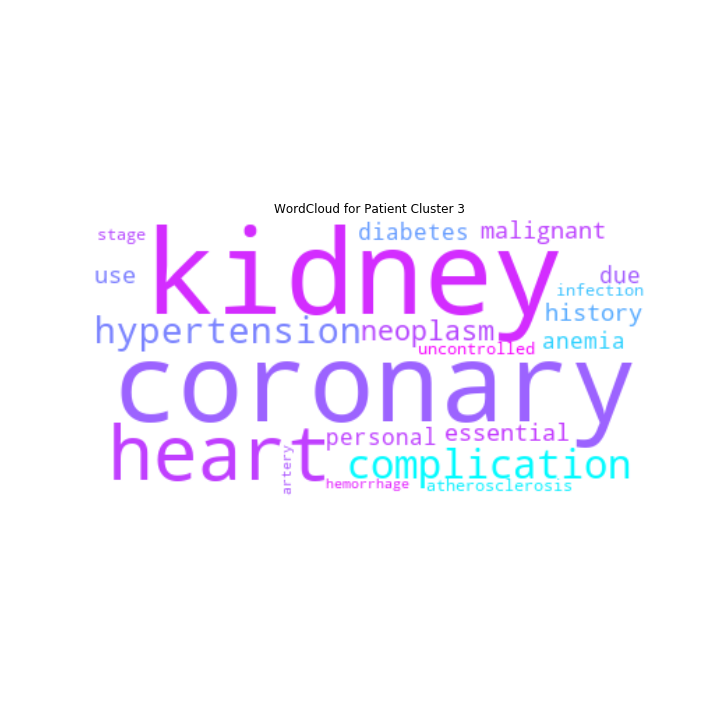 WordCloud for Patient Cluster 3
stage
kidney
diabetes
malignant
use
due
infection
history
hypertension
neoplasm
anemia
uncontrolled
coronary
heart
personal
essential
artery
complication
hemorrhage
atherosclerosis